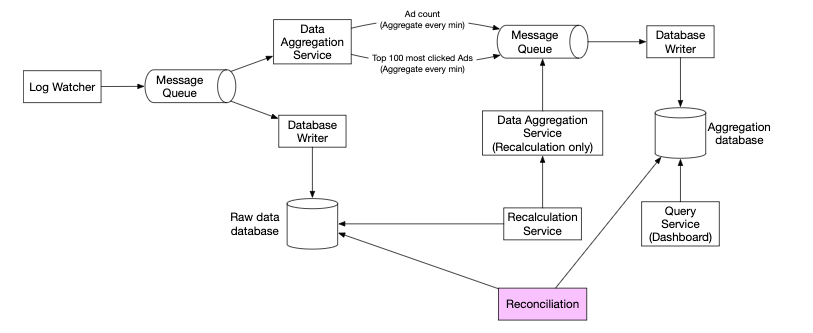 Log Watcher
Message
Queue
Data
Aggregation
Service
Ad count
(Aggregate every min)
Top 100 most clicked Ads
(Aggregate every min)
Message
Queue
Database
Writer
Database
Writer
Data Aggregation
Service
(Recalculation only)
Aggregation
database
Raw data
database
Recalculation
Service
Query
Service
(Dashboard)
Reconciliation